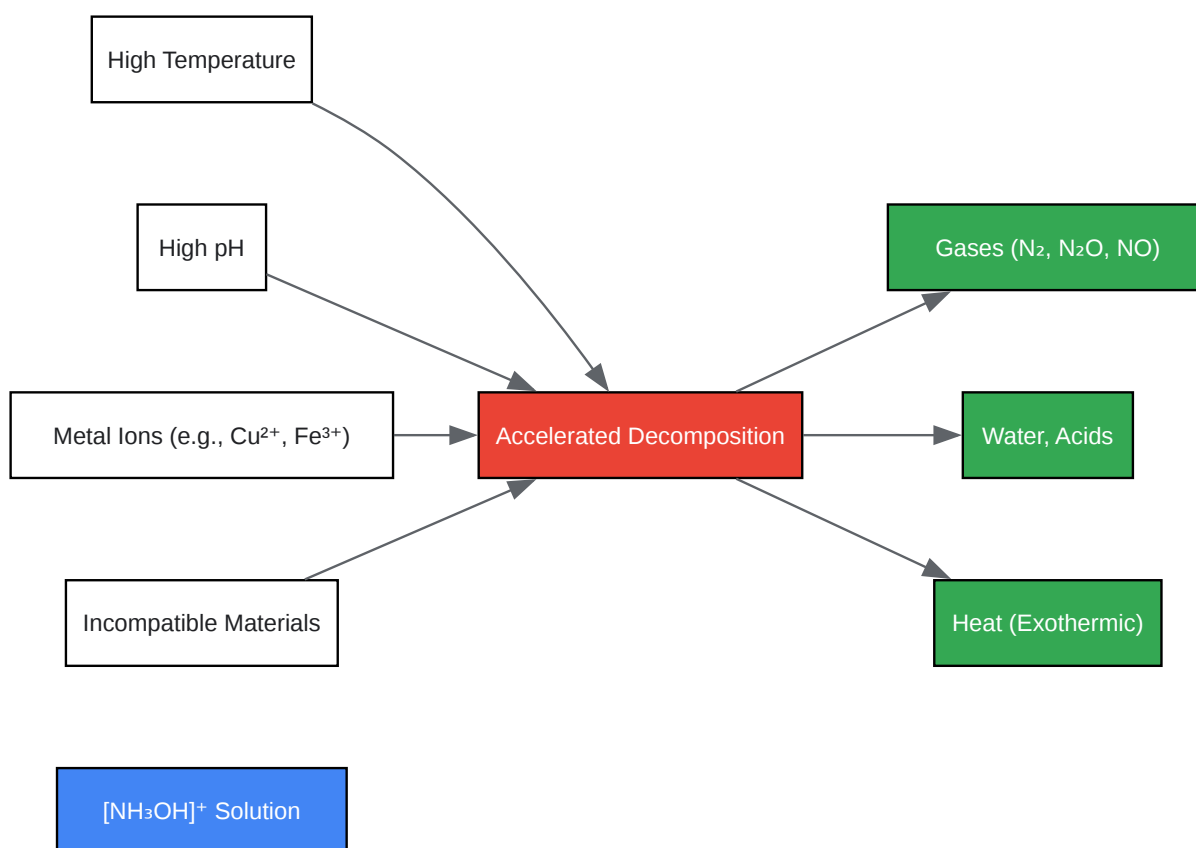 High Temperature
High pH
Gases (N₂, N₂O, NO)
Metal Ions (e.g., Cu²⁺, Fe³⁺)
Accelerated Decomposition
Water, Acids
Incompatible Materials
Heat (Exothermic)
[NH₃OH]⁺ Solution